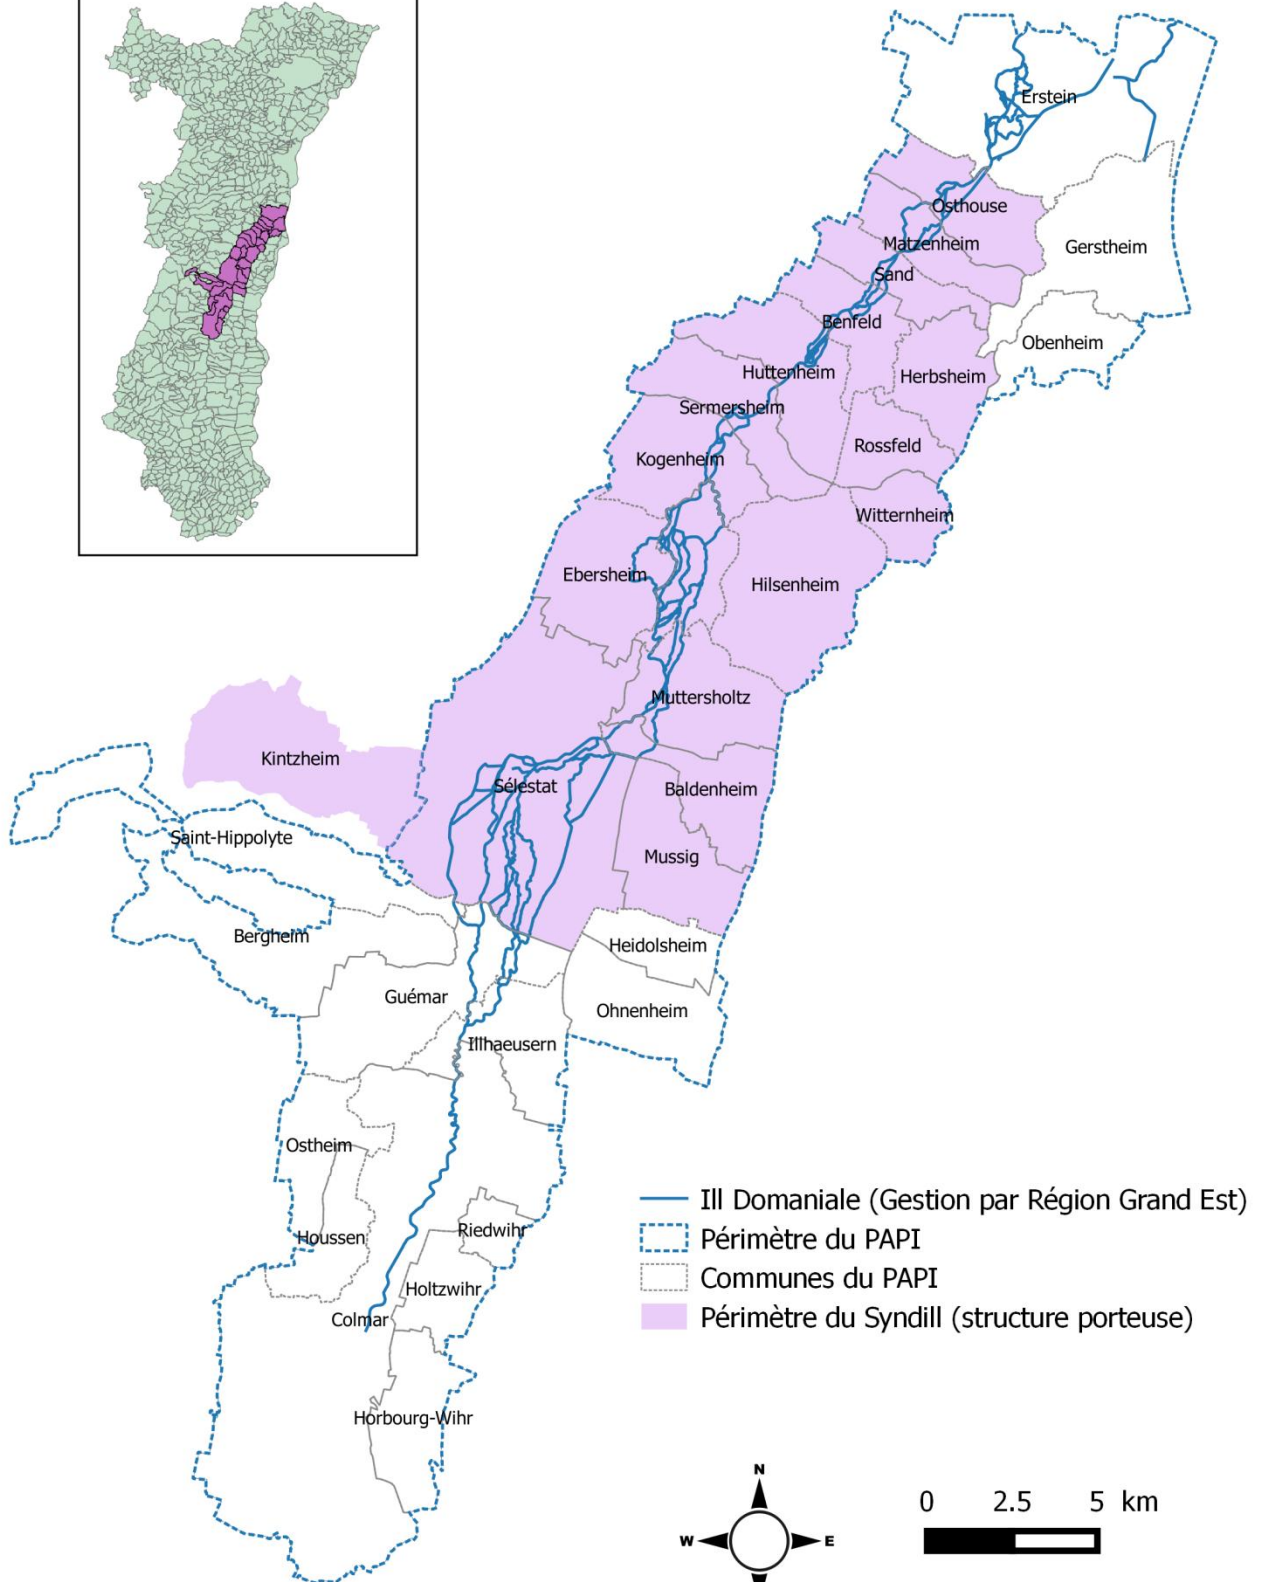 Erstein
Osthouse
Matzenheim
Gerstheim
Sand
Benfeld
Obenheim
Huttenheim
Herbsheim
Sermersheim
Rossfeld
Kogenheim
Witternheim
Ebersheim
Hilsenheim
Muttersholtz
Kintzheim
Sélestat
Baldenheim
Saint-Hippolyte
Mussig
Bergheim
Heidolsheim
Guémar
Ohnenheim
Illhaeusern
Ostheim
Riedwihr
Houssen
Holtzwihr
Colmar
Horbourg-Wihr
Ill Domaniale (Gestion par Région Grand Est)
Périmètre du PAPI
Communes du PAPI
Périmètre du Syndill (structure porteuse)
N
W E
0 2.5 5 km